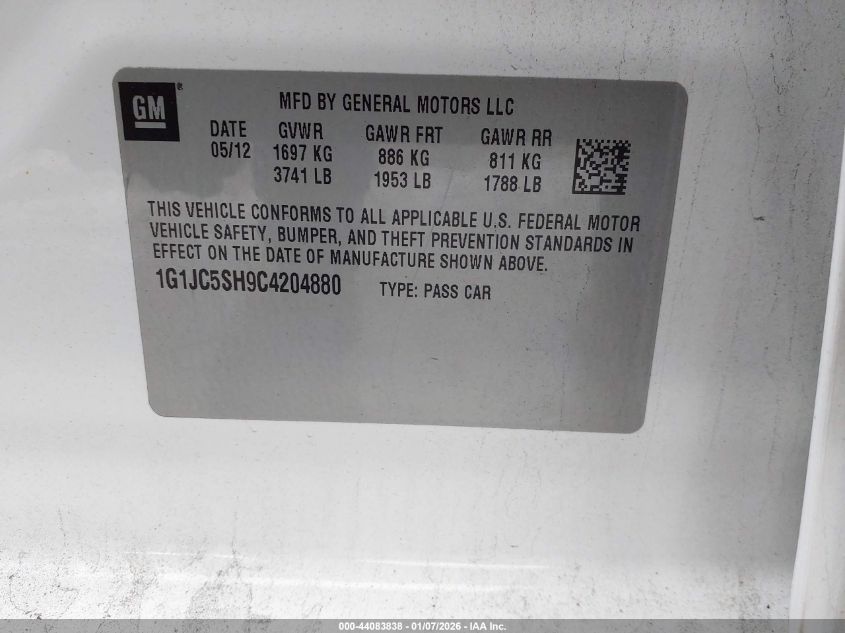 GM®
MFD BY GENERAL MOTORS LLC
DATE GVWR GAWR FRT GAWR RR
05/12 1697 KG 886 KG 811 KG
3741 LB 1953 LB 1788 LB
THIS VEHICLE CONFORMS TO ALL APPLICABLE U.S. FEDERAL MOTOR
VEHICLE SAFETY, BUMPER, AND THEFT PREVENTION STANDARDS IN
EFFECT ON THE DATE OF MANUFACTURE SHOWN ABOVE.
1G1JC5SH9C4204880 TYPE: PASS CAR
000-44083838 - 01/07/2026 - IAA Inc.